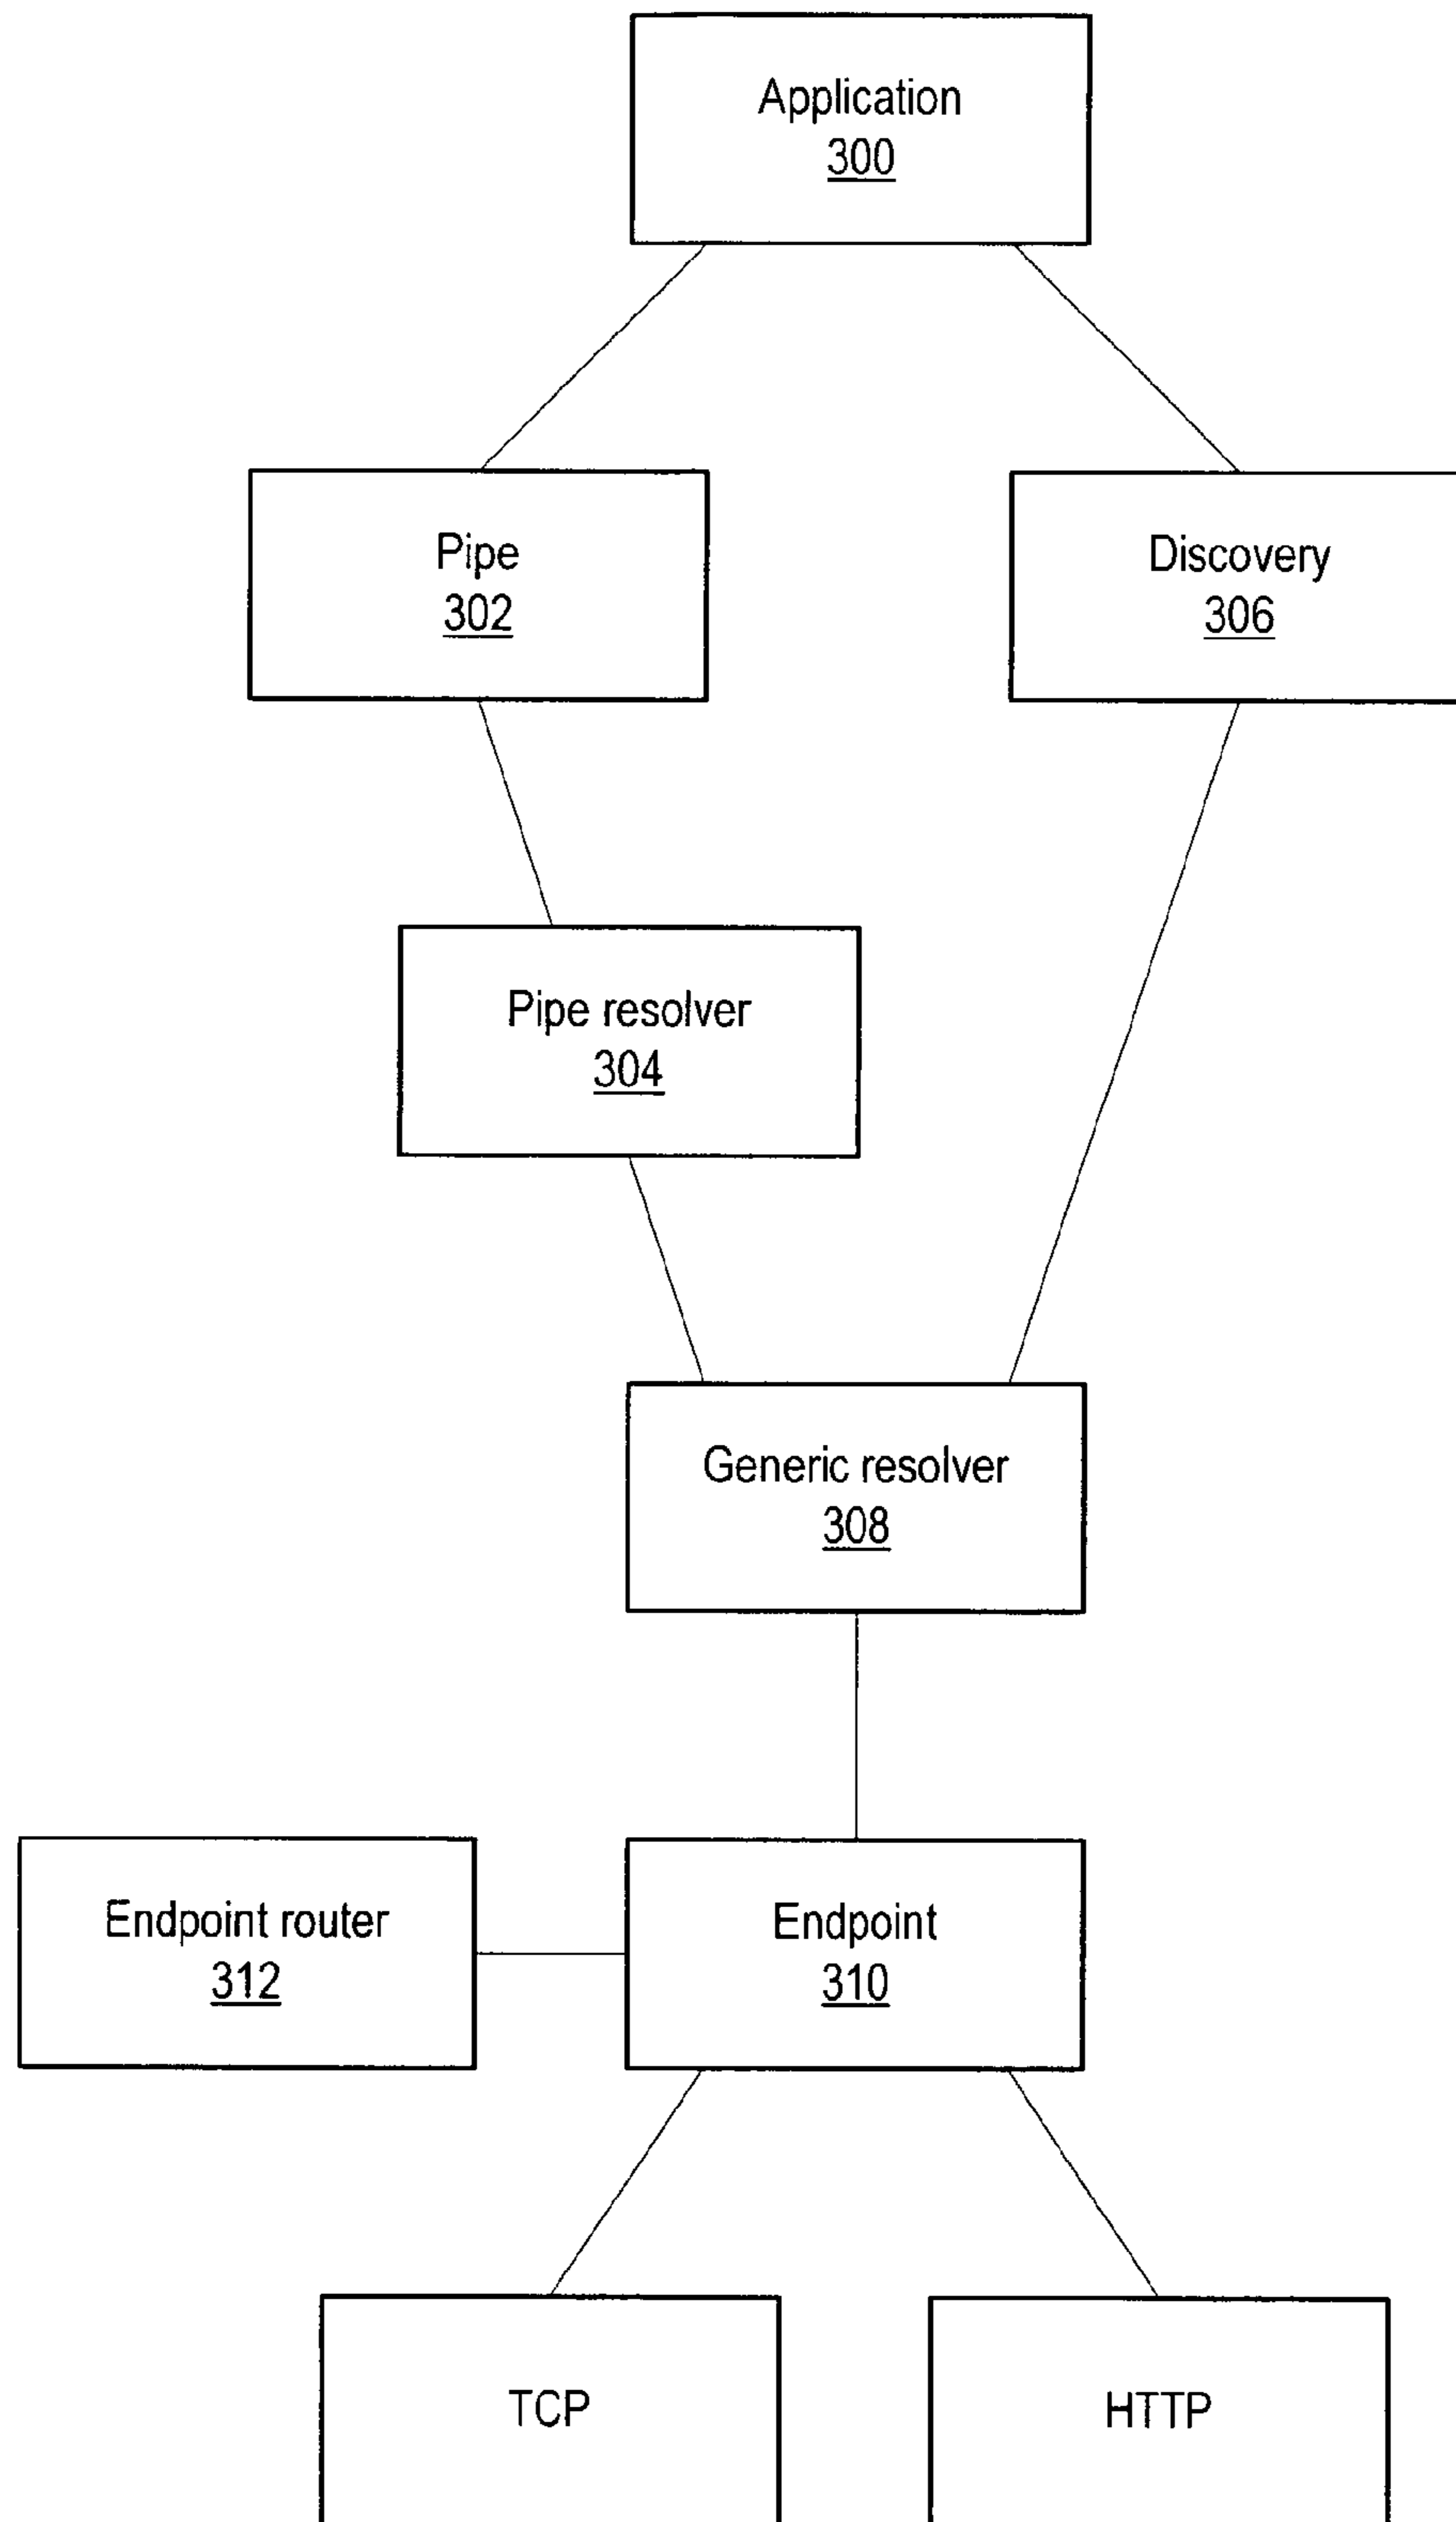 Application
300
Pipe
302
Discovery
306
Pipe resolver
304
Generic resolver
308
Endpoint router
312
Endpoint
310
TCP
HTTP